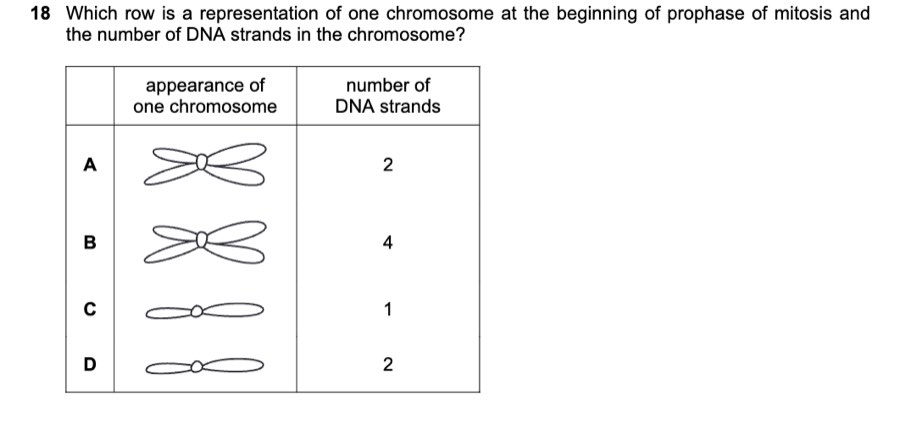 18 Which row is a representation of one chromosome at the beginning of prophase of mitosis and
the number of DNA strands in the chromosome?
appearance of
one chromosome
number of
DNA strands
A 2
B 4
C 1
D 2